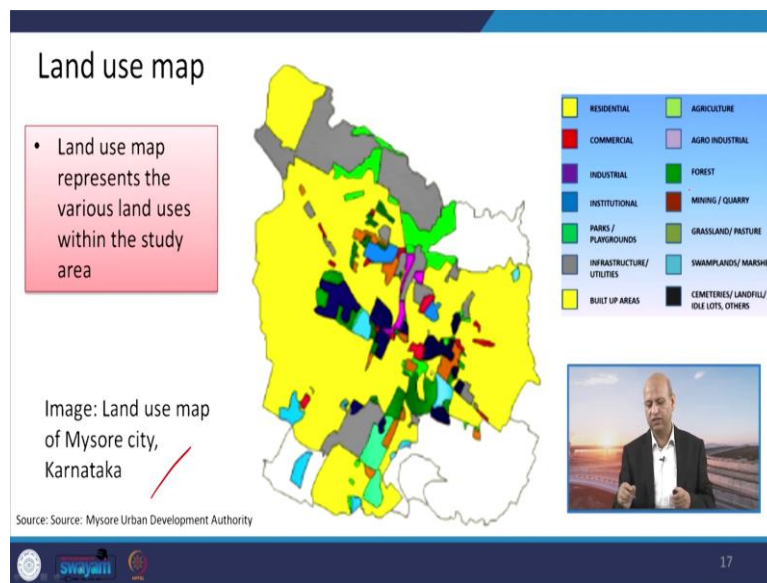 Land use map
• Land use map
represents the
various land uses
within the study
area
Image: Land use map
of Mysore city,
Karnataka
Source: Source: Mysore Urban Development Authority
RESIDENTIAL
COMMERCIAL
INDUSTRIAL
INSTITUTIONAL
PARKS /
PLAYGROUNDS
INFRASTRUCTURE/
UTILITIES
BUILT UP AREAS
AGRICULTURE
AGRO INDUSTRIAL
FOREST
MINING / QUARRY
GRASSLAND/ PASTURE
SWAMPLANDS/ MARSHE
CEMETERIES/ LANDFILL/
IDLE LOTS, OTHERS
swayam
17